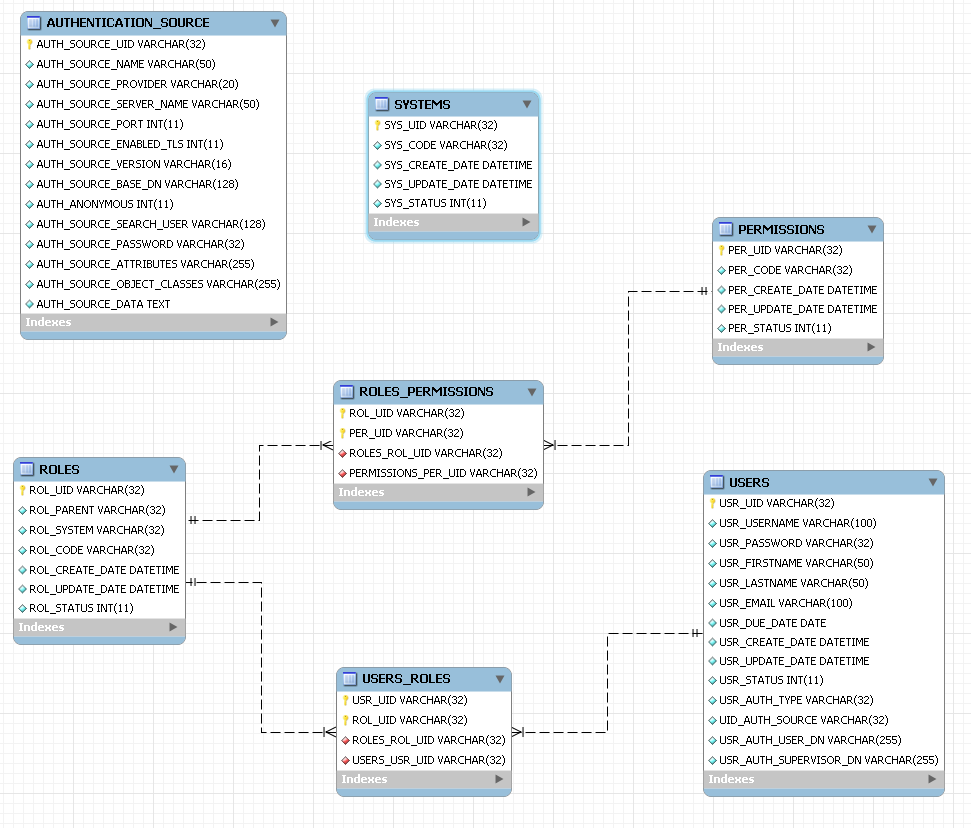 AUTHENTICATION_SOURCE
AUTH_SOURCE_UID VARCHAR(32)
AUTH_SOURCE_NAME VARCHAR(50)
AUTH_SOURCE_PROVIDER VARCHAR(20)
AUTH_SOURCE_SERVER_NAME VARCHAR(50)
AUTH_SOURCE_PORT INT(11)
AUTH_SOURCE_ENABLED_TLS INT(11)
AUTH_SOURCE_VERSION VARCHAR(16)
AUTH_SOURCE_BASE_DN VARCHAR(128)
AUTH_ANONYMOUS INT(11)
AUTH_SOURCE_SEARCH_USER VARCHAR(128)
AUTH_SOURCE_PASSWORD VARCHAR(32)
AUTH_SOURCE_ATTRIBUTES VARCHAR(255)
AUTH_SOURCE_OBJECT_CLASSES VARCHAR(255)
AUTH_SOURCE_DATA TEXT
Indexes
SYSTEMS
SYS_UID VARCHAR(32)
SYS_CODE VARCHAR(32)
SYS_CREATE_DATE DATETIME
SYS_UPDATE_DATE DATETIME
SYS_STATUS INT(11)
Indexes
PERMISSIONS
PER_UID VARCHAR(32)
PER_CODE VARCHAR(32)
PER_CREATE_DATE DATETIME
PER_UPDATE_DATE DATETIME
PER_STATUS INT(11)
Indexes
ROLES_PERMISSIONS
ROL_UID VARCHAR(32)
PER_UID VARCHAR(32)
ROLES_ROL_UID VARCHAR(32)
PERMISSIONS_PER_UID VARCHAR(32)
Indexes
ROLES
ROL_UID VARCHAR(32)
ROL_PARENT VARCHAR(32)
ROL_SYSTEM VARCHAR(32)
ROL_CODE VARCHAR(32)
ROL_CREATE_DATE DATETIME
ROL_UPDATE_DATE DATETIME
ROL_STATUS INT(11)
Indexes
USERS
USR_UID VARCHAR(32)
USR_USERNAME VARCHAR(100)
USR_PASSWORD VARCHAR(32)
USR_FIRSTNAME VARCHAR(50)
USR_LASTNAME VARCHAR(50)
USR_EMAIL VARCHAR(100)
USR_DUE_DATE DATE
USR_CREATE_DATE DATETIME
USR_UPDATE_DATE DATETIME
USR_STATUS INT(11)
USR_AUTH_TYPE VARCHAR(32)
UID_AUTH_SOURCE VARCHAR(32)
USR_AUTH_USER_DN VARCHAR(255)
USR_AUTH_SUPERVISOR_DN VARCHAR(255)
Indexes
USERS_ROLES
USR_UID VARCHAR(32)
ROL_UID VARCHAR(32)
ROLES_ROL_UID VARCHAR(32)
USERS_USR_UID VARCHAR(32)
Indexes